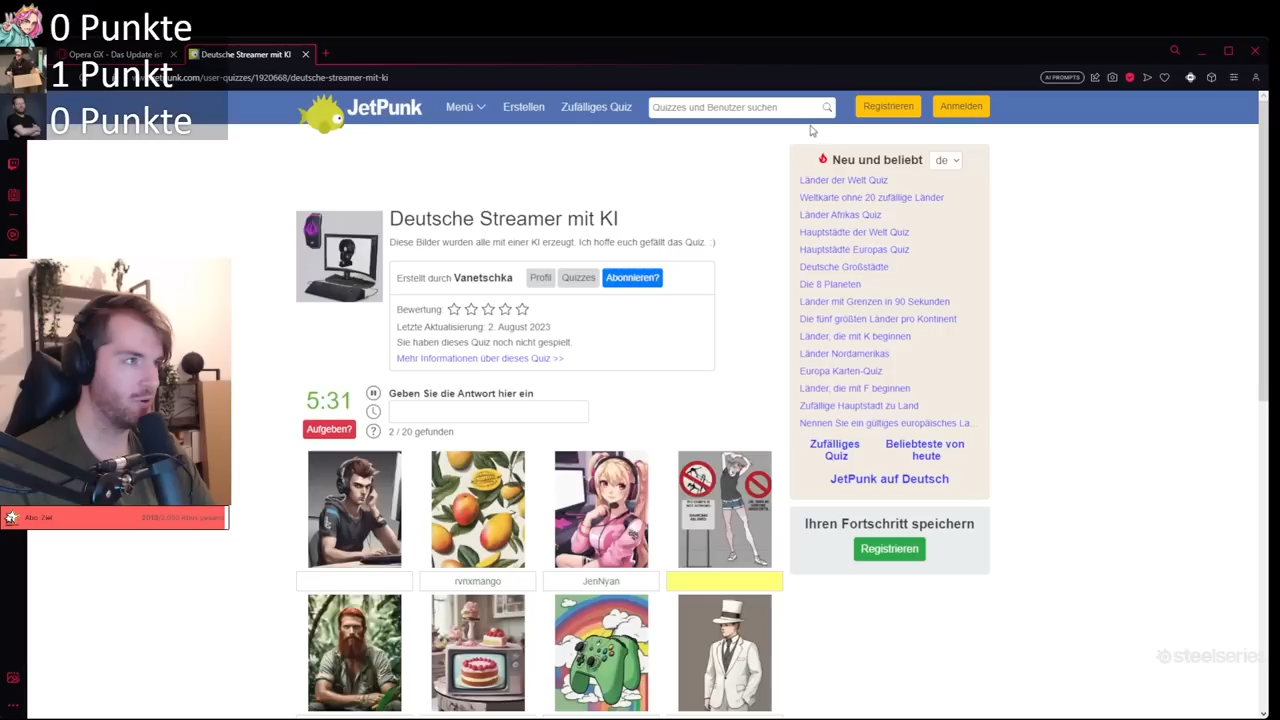 0 Punkte
1 Punkt
0 Punkte
Opera GX - Das Update ist
Deutsche Streamer mit KI
jetpunk.com/user-quizzes/1920668/deutsche-streamer-mit-ki
AI PROMPTS
JetPunk
Menü
Erstellen
Zufälliges Quiz
Quizzes und Benutzer suchen
Registrieren
Anmelden
Deutsche Streamer mit KI
Diese Bilder wurden alle mit einer KI erzeugt. Ich hoffe euch gefällt das Quiz. :)
Erstellt durch Vanetschka
Profil
Quizzes
Abonnieren?
Bewertung:
Letzte Aktualisierung: 2. August 2023
Sie haben dieses Quiz noch nicht gespielt.
Mehr Informationen über dieses Quiz >>
5:31
Aufgeben?
Geben Sie die Antwort hier ein
2 / 20 gefunden
rvnxmango
JenNyan
Neu und beliebt
de
Länder der Welt Quiz
Weltkarte ohne 20 zufällige Länder
Länder Afrikas Quiz
Hauptstädte der Welt Quiz
Hauptstädte Europas Quiz
Deutsche Großstädte
Die 8 Planeten
Länder mit Grenzen in 90 Sekunden
Die fünf größten Länder pro Kontinent
Länder, die mit K beginnen
Länder Nordamerikas
Europa Karten-Quiz
Länder, die mit F beginnen
Zufällige Hauptstadt zu Land
Nennen Sie ein gültiges europäisches La...
Zufälliges Quiz
Beliebteste von heute
JetPunk auf Deutsch
Ihren Fortschritt speichern
Registrieren
Abo Ziel
steelseries